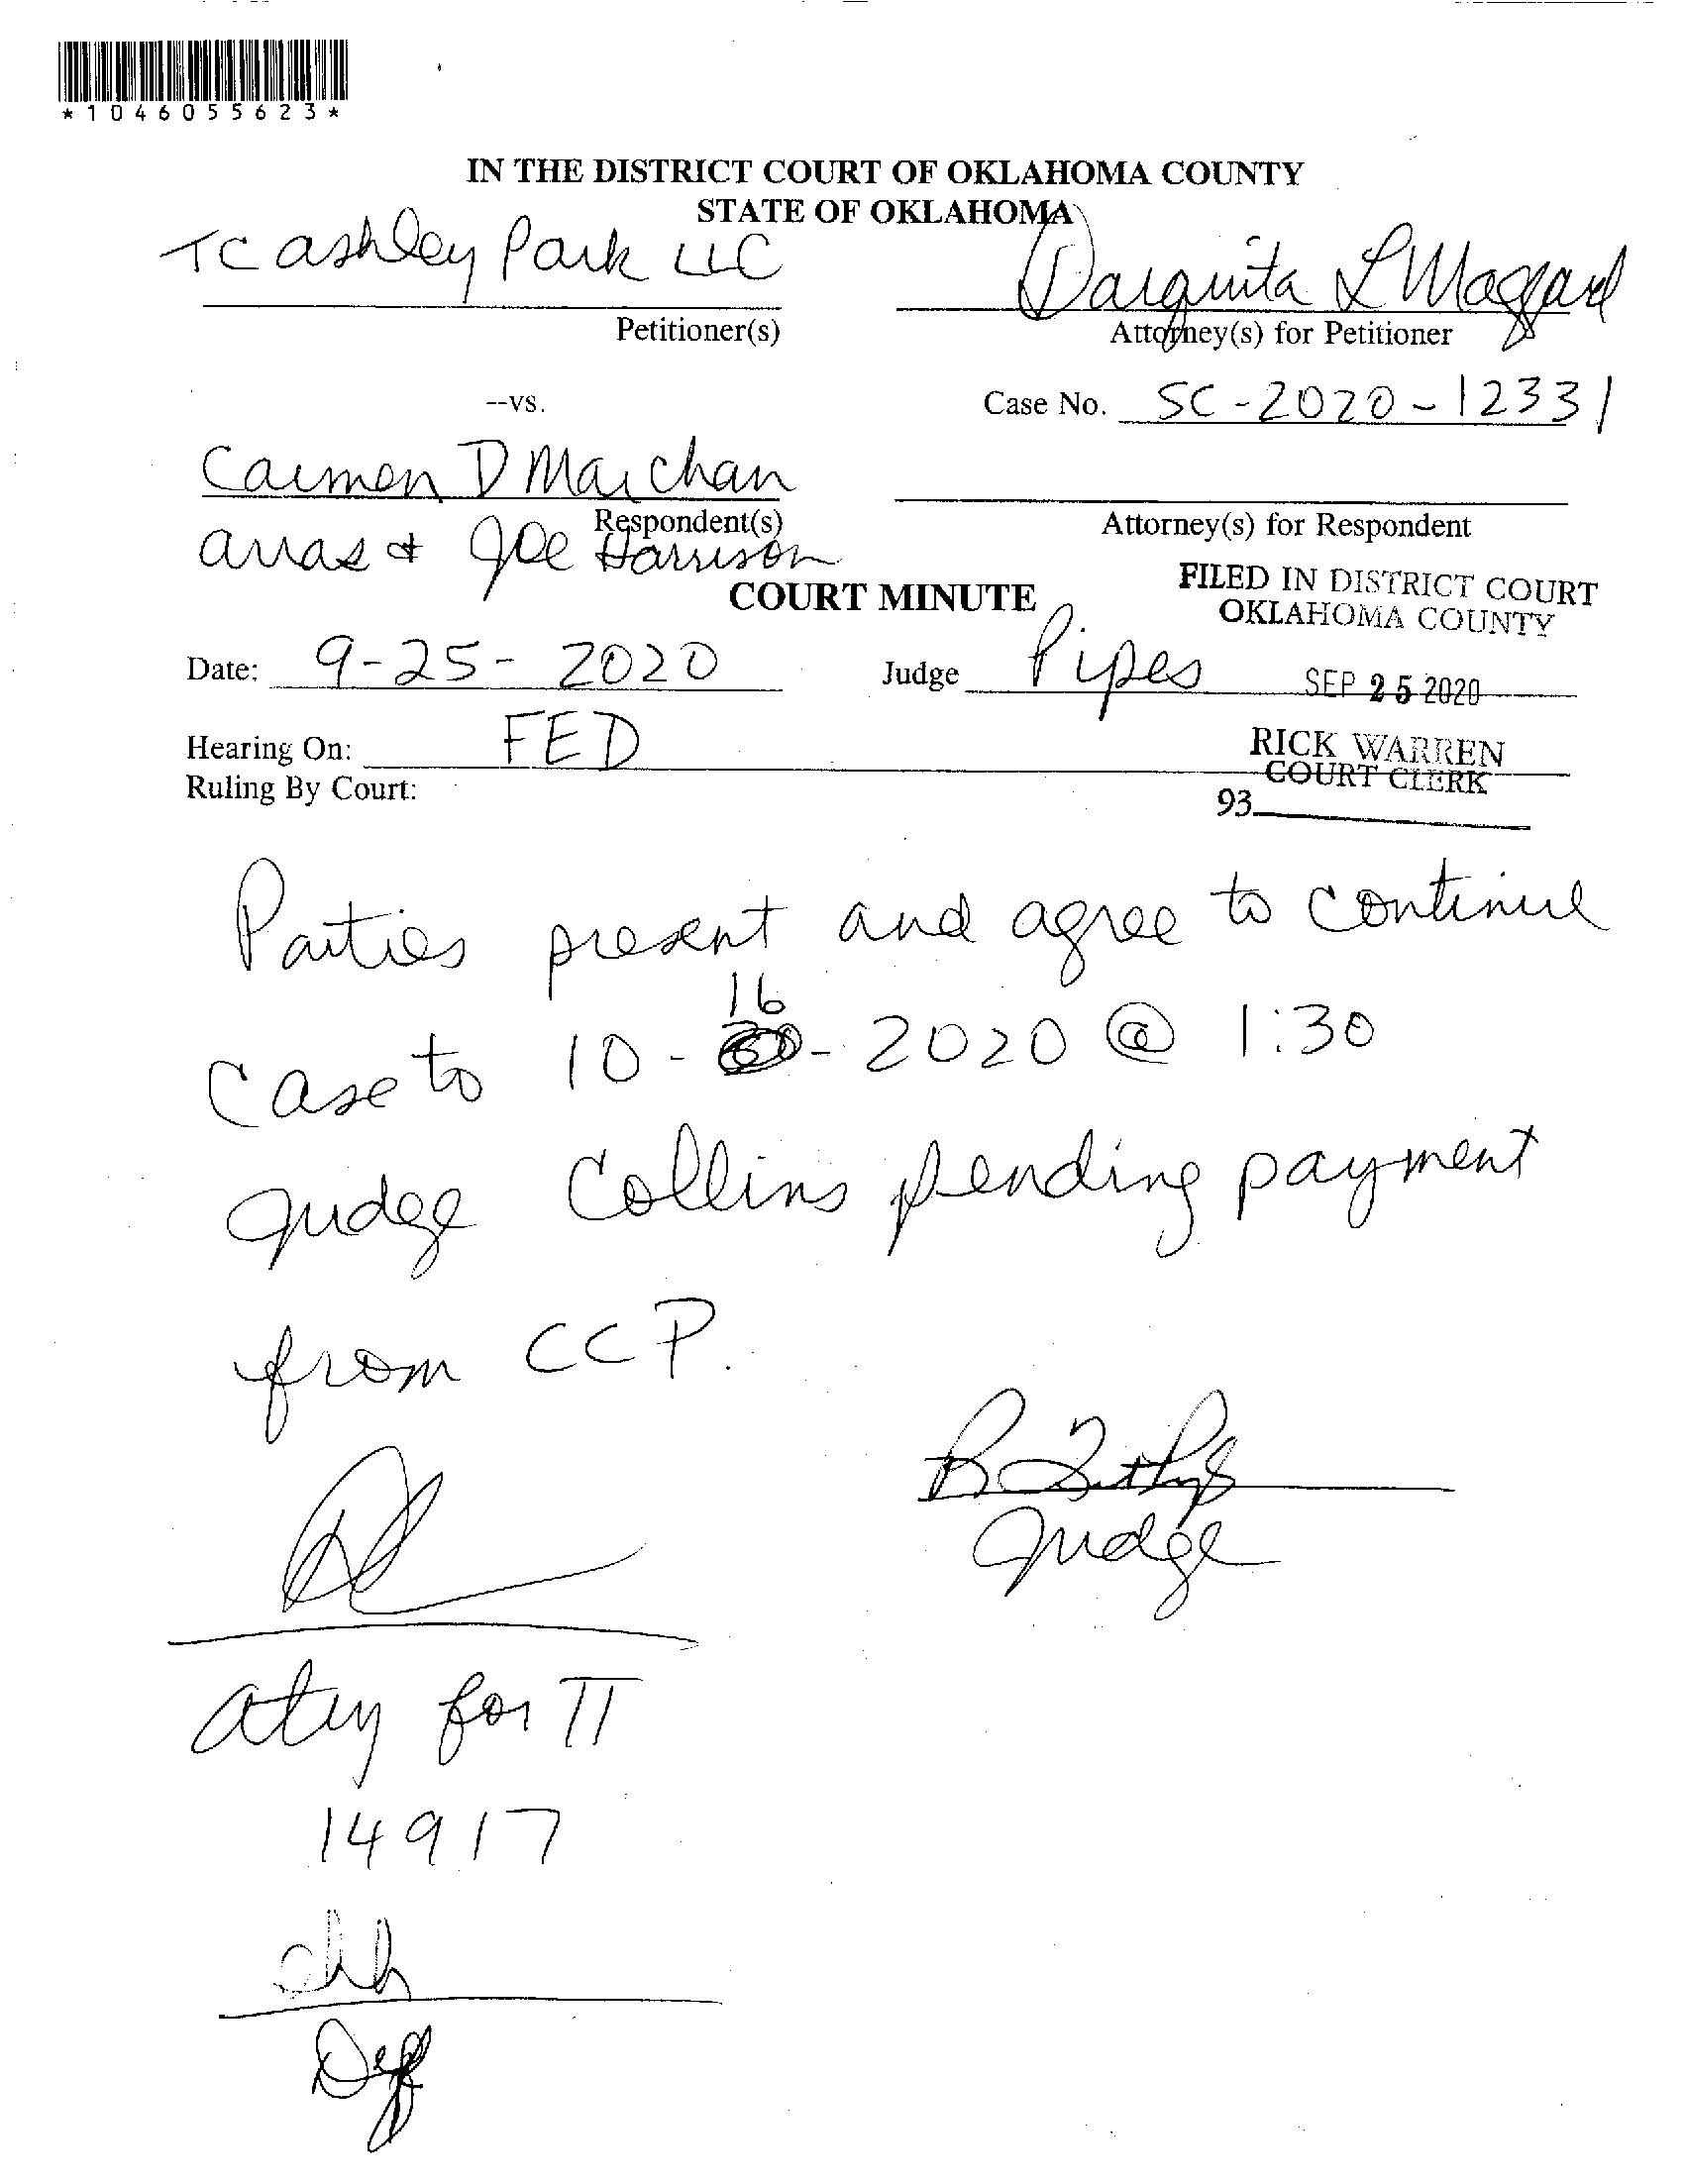 *1046055623*
IN THE DISTRICT COURT OF OKLAHOMA COUNTY
STATE OF OKLAHOMA
TC Ashley Park LLC
Petitioner(s)
Darquita L Maggard
Attorney(s) for Petitioner
--vs.
Case No. SC-2020-12331
Carmen D Marchan
Respondent(s)
Arras & Joe Harrison
Attorney(s) for Respondent
COURT MINUTE
FILED IN DISTRICT COURT
OKLAHOMA COUNTY
Date: 9-25-2020
Judge Pipes
SEP 25 2020
Hearing On: FED
RICK WARREN
COURT CLERK
Ruling By Court:
93
Parties present and agree to continue
case to 10-16-2020 @ 1:30
Judge Collins pending payment
from CCP.
Judge
atty for π
14917
Def